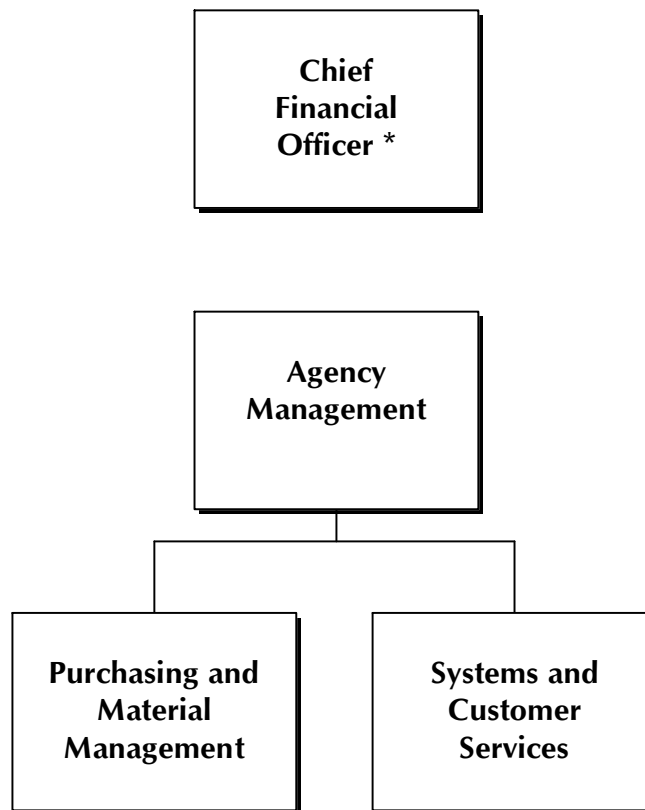 Chief
Financial
Officer *
Agency
Management
Purchasing and
Material
Management
Systems and
Customer
Services